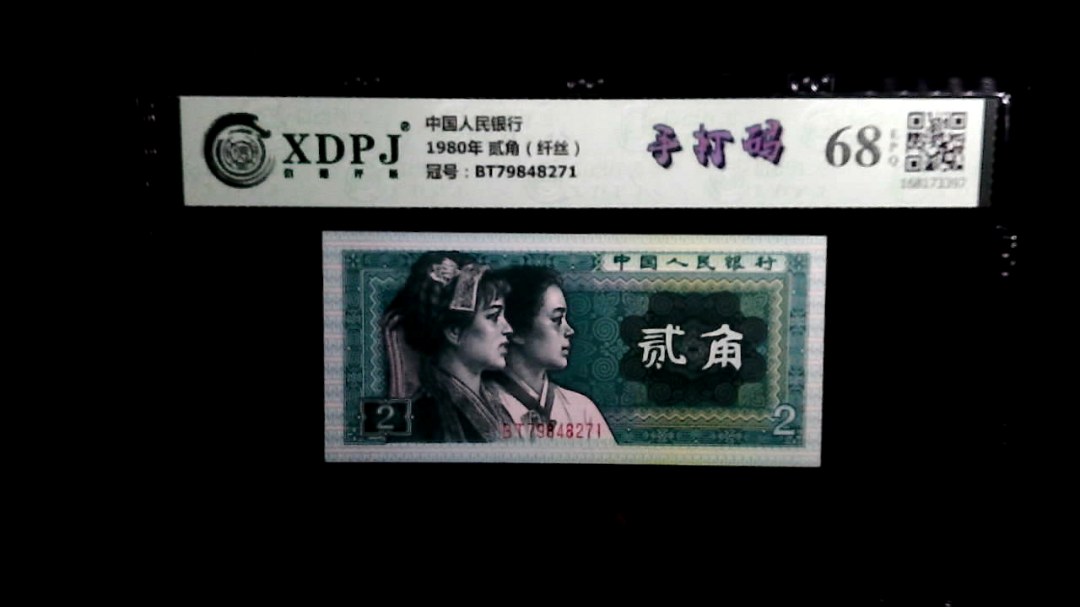 XDPJ®
中国人民银行
1980年 贰角（纤丝）
冠号：BT79848271
手打码
68
EPQ
中国人民银行
贰角
2
2
BT79848271